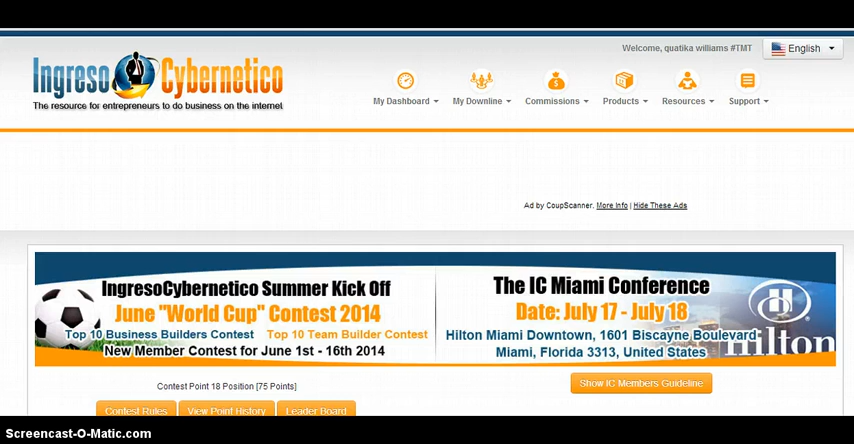 Welcome, quatika williams #TMT
English
Ingreso Cybernetico
The resource for entrepreneurs to do business on the internet
My Dashboard
My Downline
Commissions
Products
Resources
Support
Ad by CoupScanner. More Info | Hide These Ads
IngresoCybernetico Summer Kick Off
June "World Cup" Contest 2014
Top 10 Business Builders Contest Top 10 Team Builder Contest
New Member Contest for June 1st - 16th 2014
The IC Miami Conference
Date: July 17 - July 18
Hilton Miami Downtown, 1601 Biscayne Boulevard
Miami, Florida 3313, United States
Hilton
Contest Point 18 Position [75 Points]
Show IC Members Guideline
Contest Rules
View Point History
Leader Board
Screencast-O-Matic.com